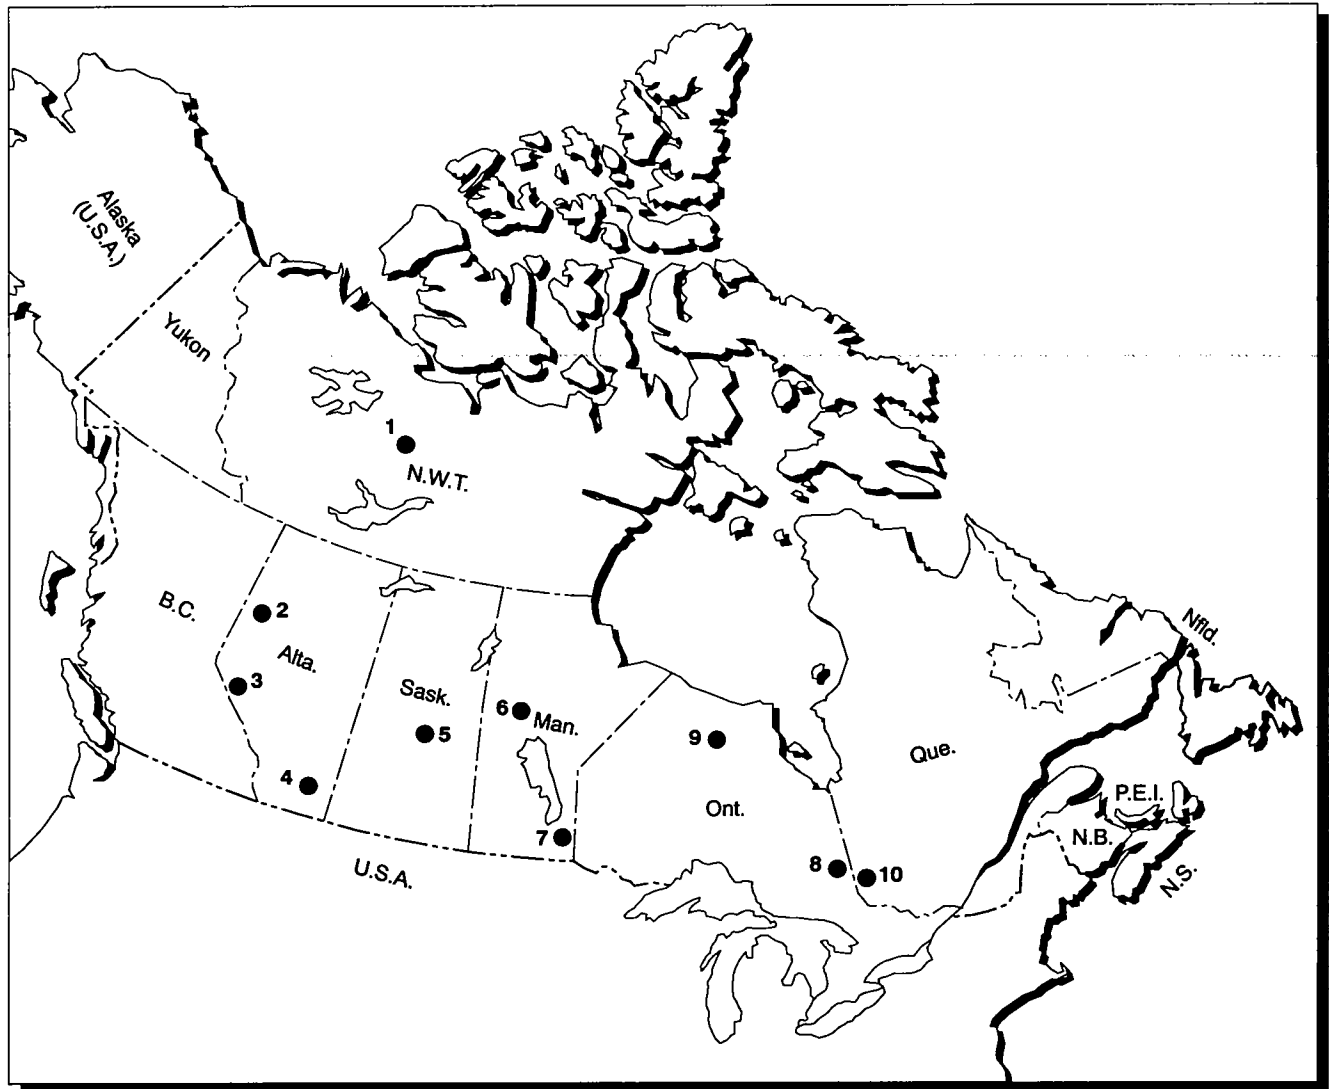 Alaska
(U.S.A.)
Yukon
1
N.W.T.
B.C.
2
Alta.
3
Sask.
6
Man.
5
4
7
U.S.A.
9
Ont.
8
10
Que.
Nfld.
P.E.I.
N.B.
N.S.